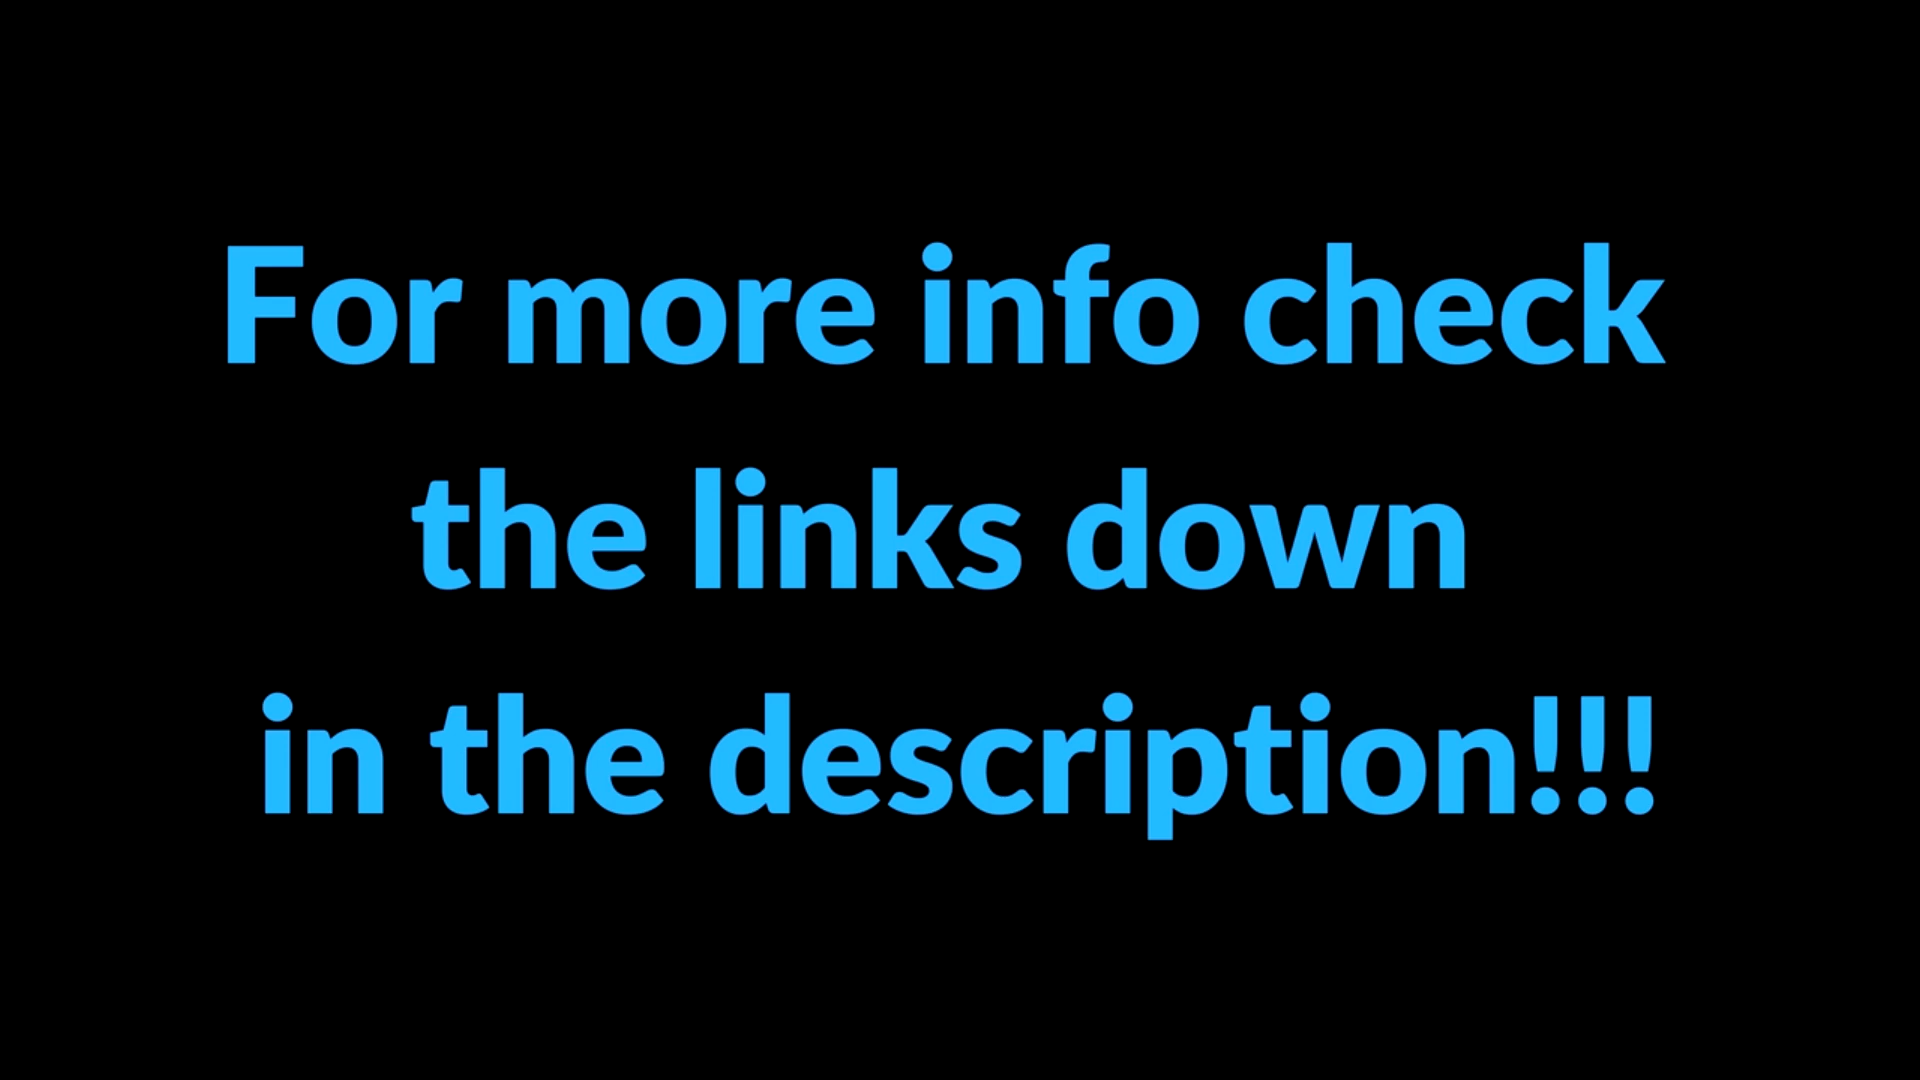 For more info check
the links down
in the description!!!